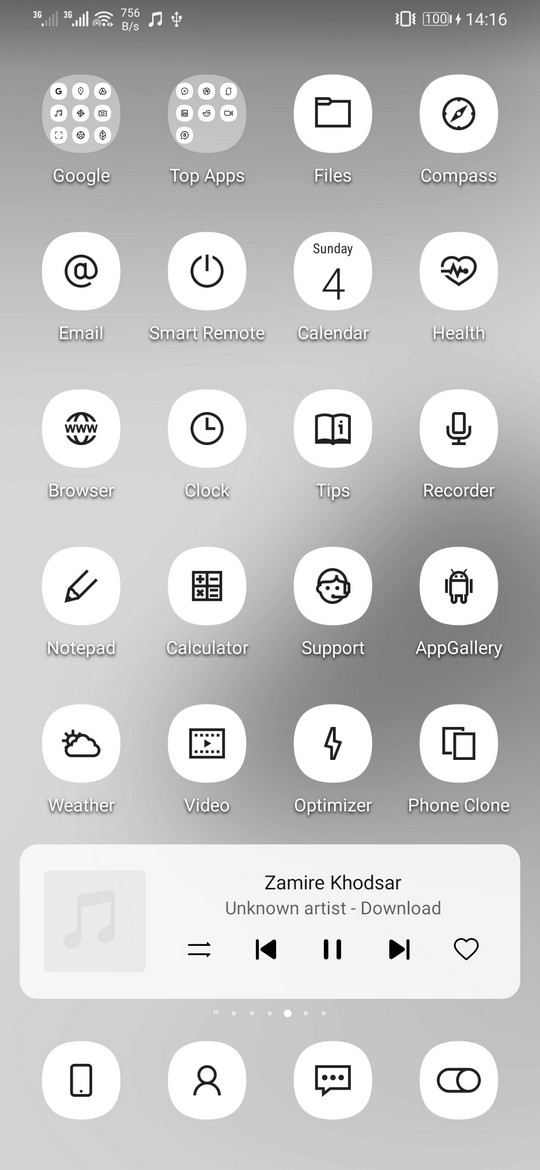 3G 3G 756 B/s 100 14:16
Google Top Apps Files Compass
Sunday
4
Email Smart Remote Calendar Health
WWW
Browser Clock Tips Recorder
Notepad Calculator Support AppGallery
Weather Video Optimizer Phone Clone
Zamire Khodsar
Unknown artist - Download